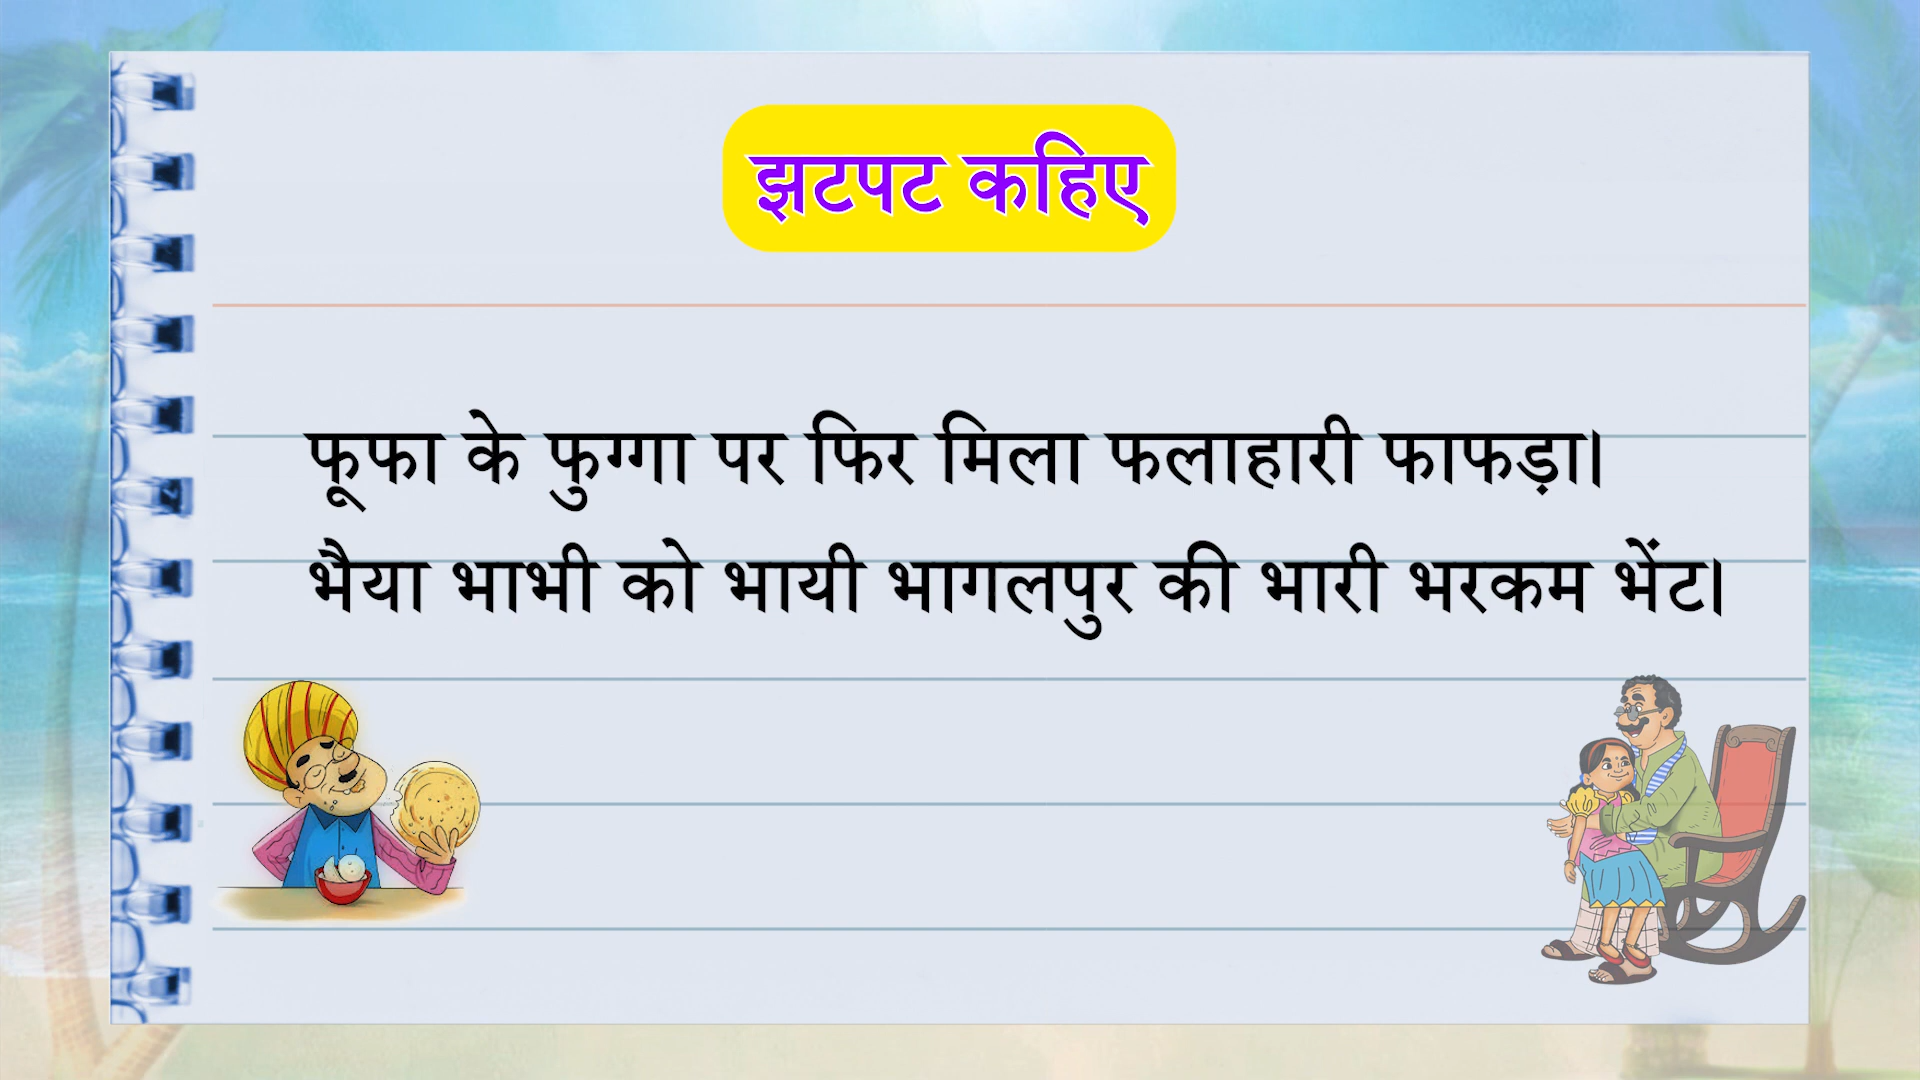 झटपट कहिए
फूफा के फुग्गा पर फिर मिला फलाहारी फाफड़ा।
भैया भाभी को भायी भागलपुर की भारी भरकम भेंट।